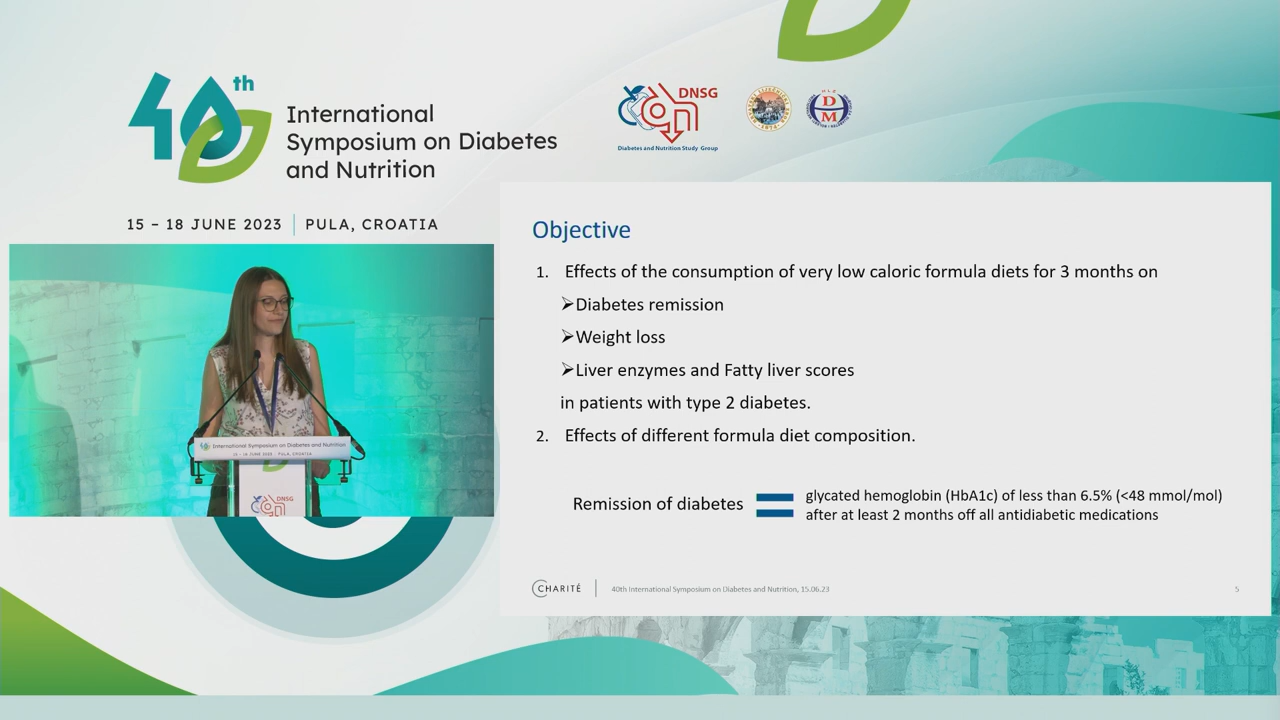 40th
International
Symposium on Diabetes
and Nutrition
15 – 18 JUNE 2023 | PULA, CROATIA
DNSG
Diabetes and Nutrition Study Group
DM
Objective
1. Effects of the consumption of very low caloric formula diets for 3 months on
➢Diabetes remission
➢Weight loss
➢Liver enzymes and Fatty liver scores
in patients with type 2 diabetes.
2. Effects of different formula diet composition.
Remission of diabetes = glycated hemoglobin (HbA1c) of less than 6.5% (<48 mmol/mol)
after at least 2 months off all antidiabetic medications
CHARITÉ | 40th International Symposium on Diabetes and Nutrition, 15.06.23 5
International Symposium on Diabetes and Nutrition
15 - 18 JUNE 2023 | PULA, CROATIA
DNSG